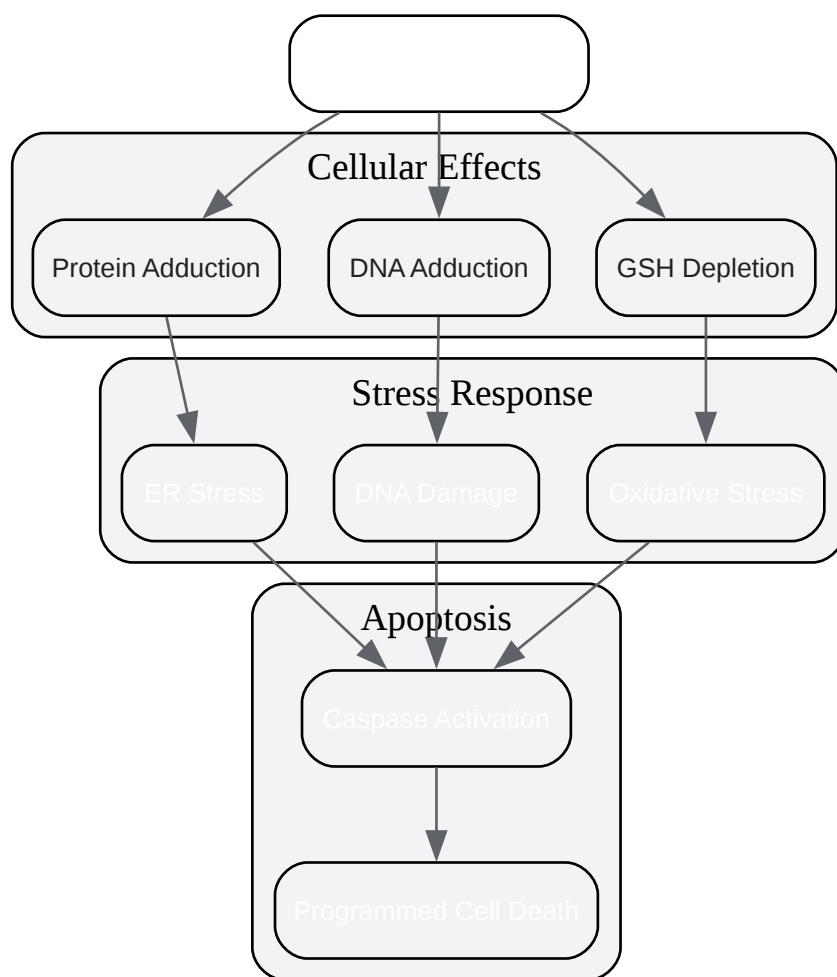 Cellular Effects
Protein Adduction
DNA Adduction
GSH Depletion
Stress Response
ER Stress
DNA Damage
Oxidative Stress
Apoptosis
Caspase Activation
Programmed Cell Death